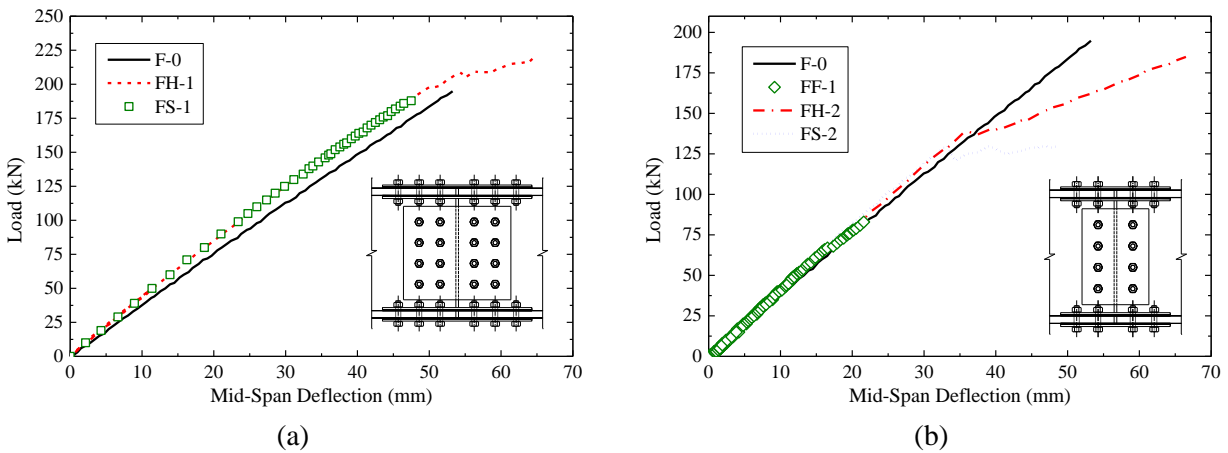 250
225
200
175
150
125
100
75
50
25
0
Load (kN)
F-0
FH-1
FS-1
0 10 20 30 40 50 60 70
Mid-Span Deflection (mm)
(a)
200
175
150
125
100
75
50
25
0
Load (kN)
F-0
FF-1
FH-2
FS-2
0 10 20 30 40 50 60 70
Mid-Span Deflection (mm)
(b)